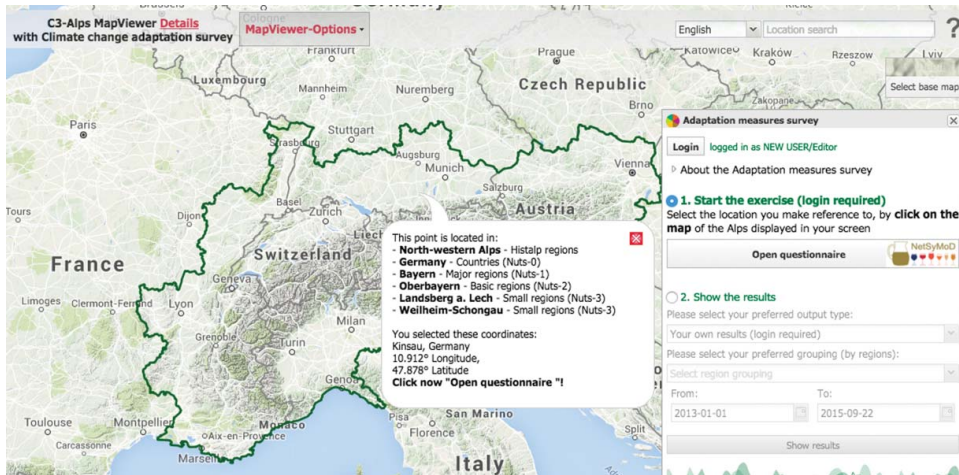 C3-Alps MapViewer Details
with Climate change adaptation survey
MapViewer-Options
English
Location search
?
Select base map
Cologne
Frankfurt
Prague
Katowice
Kraków
Rzeszow
Lviv
Luxembourg
Mannheim
Nuremberg
Czech Republic
Brno
Zakopane
Paris
Strasbourg
Stuttgart
Augsburg
Munich
Vienna
Salzburg
Tours
Dijon
Basel
Zurich
Austria
Switzerland
France
Geneva
Limoges
Clermont-Ferrand
Lyon
Milan
Grenoble
Turin
Genoa
Toulouse
Montpellier
Monaco
Aix-en-Provence
Carcassonne
Pisa
Florence
San Marino
Split
Italy
This point is located in:
- North-western Alps - Histalp regions
- Germany - Countries (Nuts-0)
- Bayern - Major regions (Nuts-1)
- Oberbayern - Basic regions (Nuts-2)
- Landsberg a. Lech - Small regions (Nuts-3)
- Weilheim-Schongau - Small regions (Nuts-3)
You selected these coordinates:
Kinsau, Germany
10.912° Longitude,
47.878° Latitude
Click now "Open questionnaire "!
Adaptation measures survey
Login logged in as NEW USER/Editor
About the Adaptation measures survey
1. Start the exercise (login required)
Select the location you make reference to, by click on the
map of the Alps displayed in your screen
Open questionnaire
NetSyMoD
2. Show the results
Please select your preferred output type:
Your own results (login required)
Please select your preferred grouping (by regions):
Select region grouping
From: To:
2013-01-01 2015-09-22
Show results